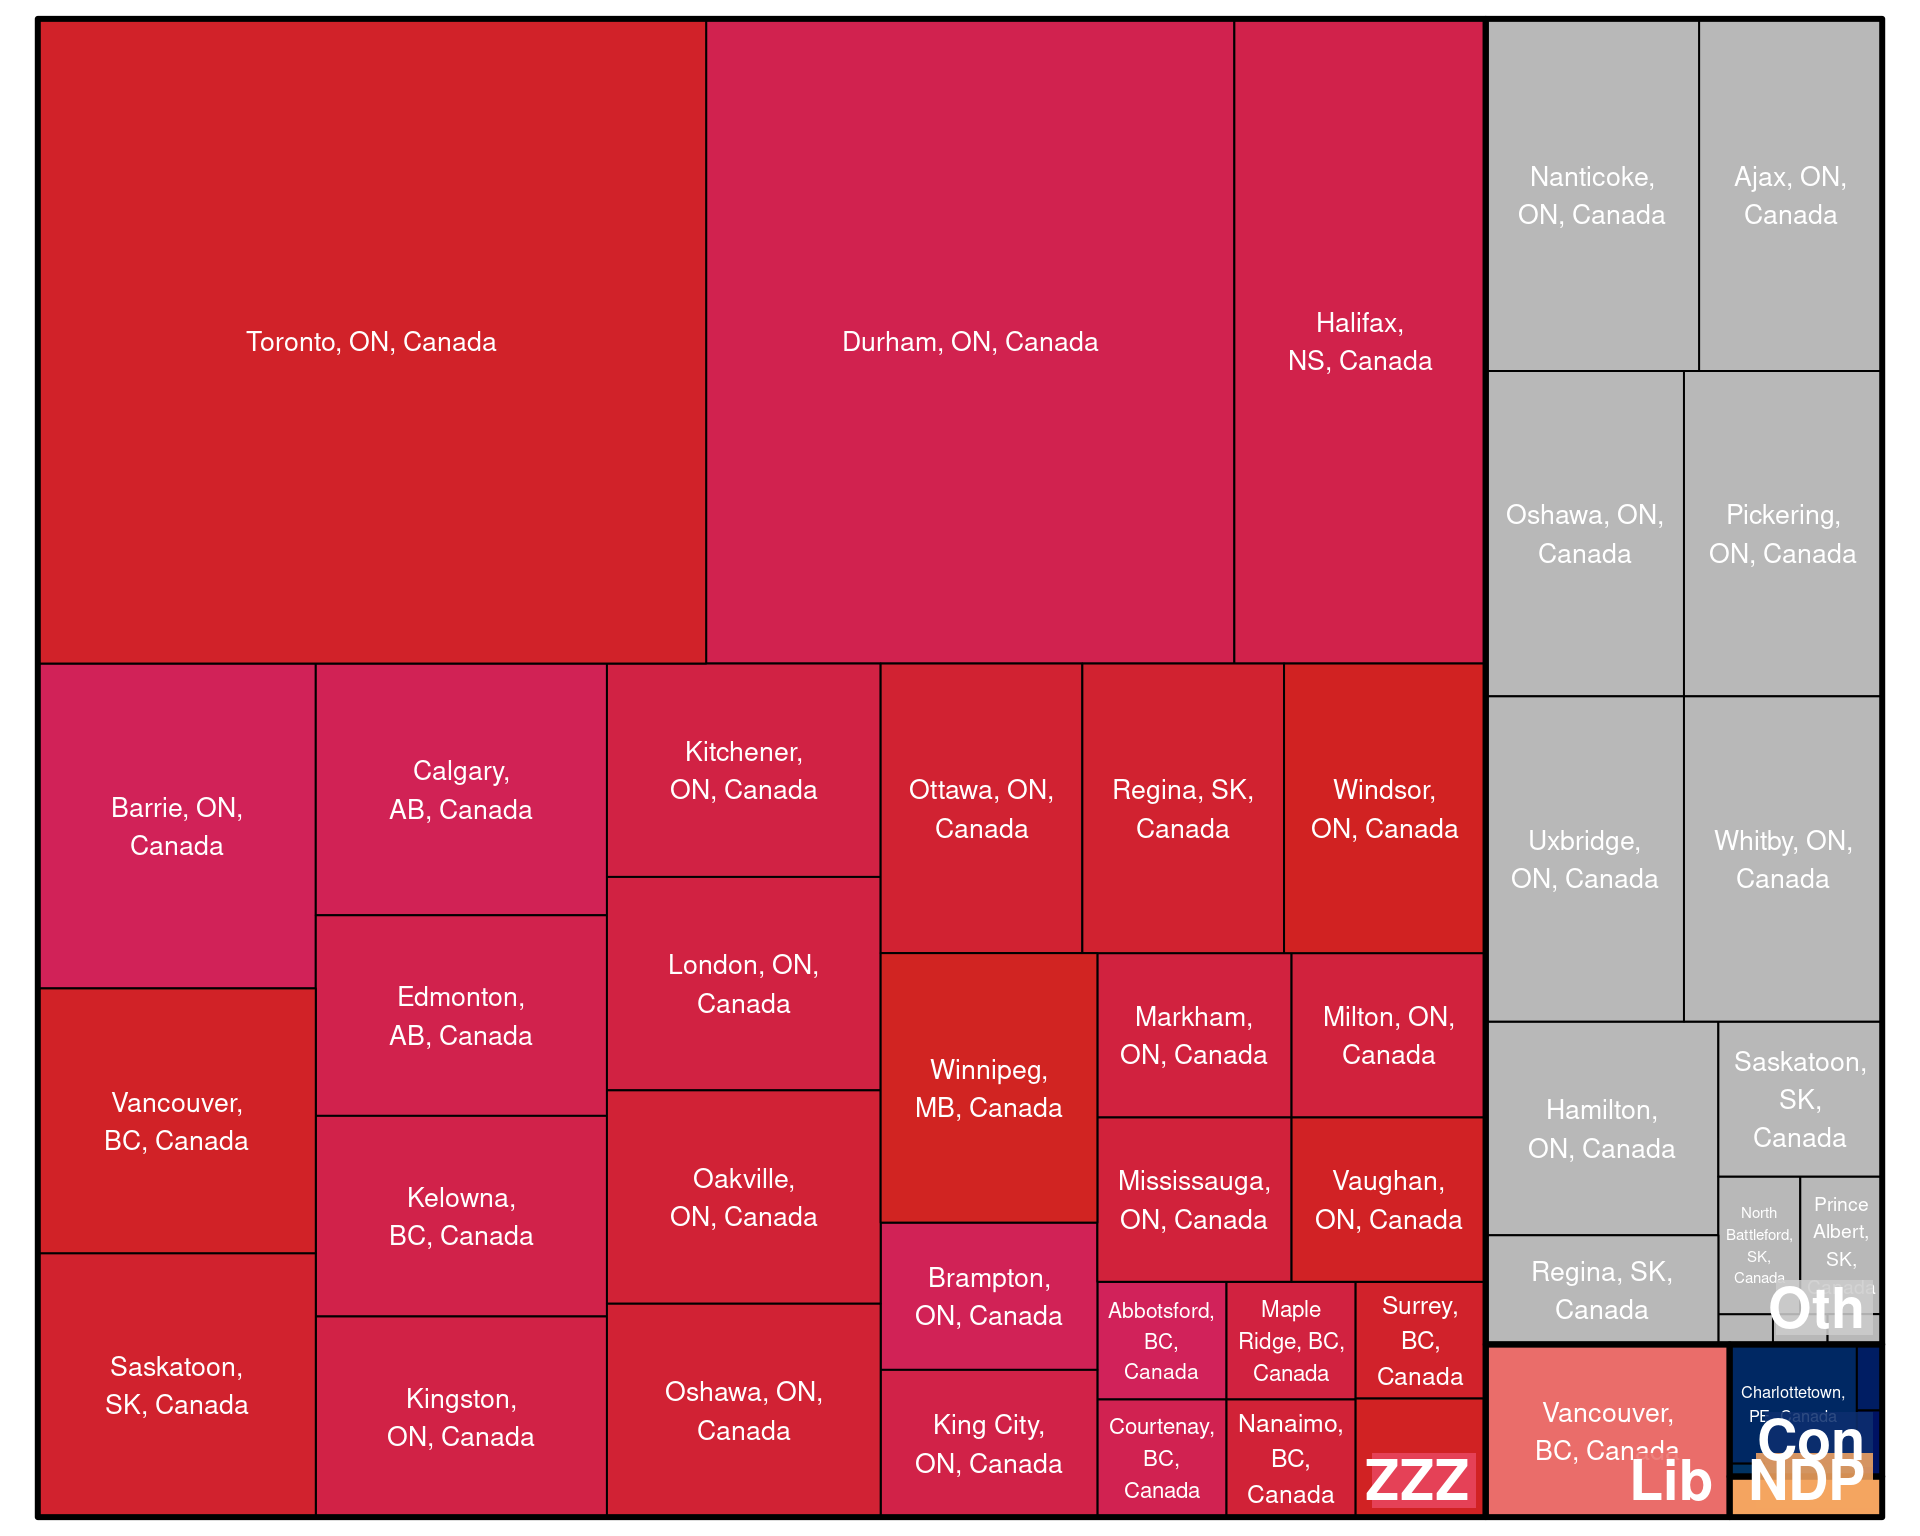 Toronto, ON, Canada
Durham, ON, Canada
Halifax,
NS, Canada
Nanticoke,
ON, Canada
Ajax, ON,
Canada
Oshawa, ON,
Canada
Pickering,
ON, Canada
Barrie, ON,
Canada
Calgary,
AB, Canada
Kitchener,
ON, Canada
Ottawa, ON,
Canada
Regina, SK,
Canada
Windsor,
ON, Canada
Uxbridge,
ON, Canada
Whitby, ON,
Canada
Edmonton,
AB, Canada
London, ON,
Canada
Vancouver,
BC, Canada
Winnipeg,
MB, Canada
Markham,
ON, Canada
Milton, ON,
Canada
Hamilton,
ON, Canada
Saskatoon,
SK,
Canada
Kelowna,
BC, Canada
Oakville,
ON, Canada
Mississauga,
ON, Canada
Vaughan,
ON, Canada
North
Battleford,
SK,
Canada
Prince
Albert,
SK,
Canada
Oth
Regina, SK,
Canada
Saskatoon,
SK, Canada
Kingston,
ON, Canada
Oshawa, ON,
Canada
Brampton,
ON, Canada
King City,
ON, Canada
Abbotsford,
BC,
Canada
Maple
Ridge, BC,
Canada
Surrey,
BC,
Canada
Courtenay,
BC,
Canada
Nanaimo,
BC,
Canada
ZZZ
Vancouver,
BC, Canada
Lib
Charlottetown,
PE, Canada
Con
NDP